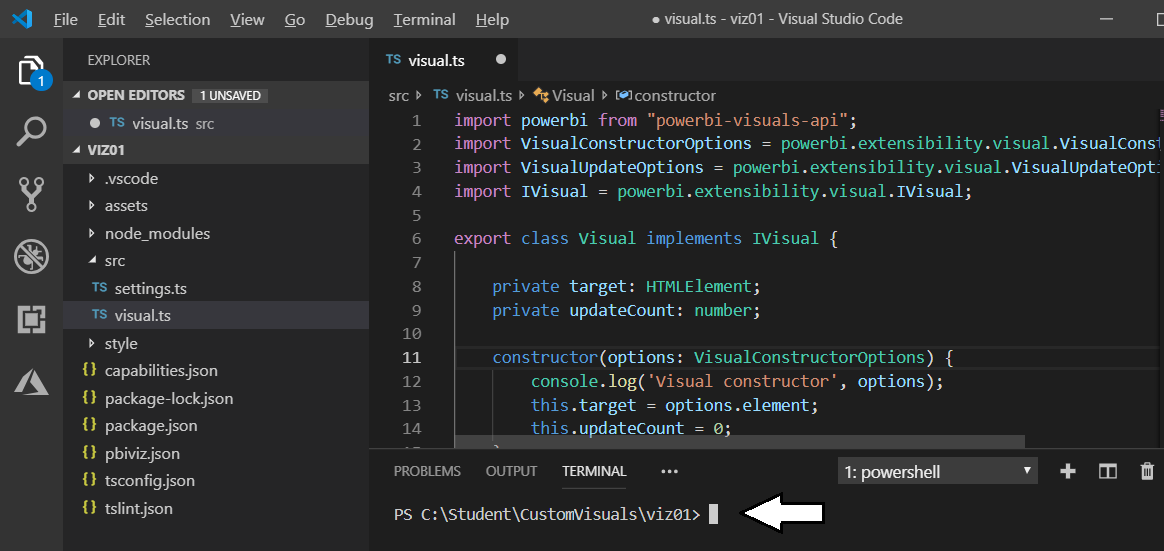 File Edit Selection View Go Debug Terminal Help ● visual.ts - viz01 - Visual Studio Code
1
EXPLORER
OPEN EDITORS 1 UNSAVED
TS visual.ts src
VIZ01
.vscode
assets
node_modules
src
TS settings.ts
TS visual.ts
style
{} capabilities.json
{} package-lock.json
{} package.json
{} pbiviz.json
{} tsconfig.json
{} tslint.json
TS visual.ts
src TS visual.ts Visual constructor
1 import powerbi from "powerbi-visuals-api";
2 import VisualConstructorOptions = powerbi.extensibility.visual.VisualConst
3 import VisualUpdateOptions = powerbi.extensibility.visual.VisualUpdateOpti
4 import IVisual = powerbi.extensibility.visual.IVisual;
5
6 export class Visual implements IVisual {
7
8 private target: HTMLElement;
9 private updateCount: number;
10
11 constructor(options: VisualConstructorOptions) {
12 console.log('Visual constructor', options);
13 this.target = options.element;
14 this.updateCount = 0;
PROBLEMS OUTPUT TERMINAL ••• 1: powershell
PS C:\Student\CustomVisuals\viz01>